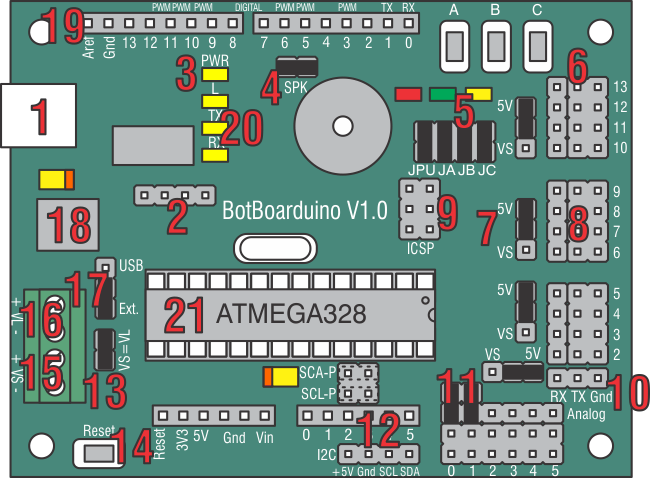 PWM PWM PWM DIGITAL PWM PWM PWM TX RX
19
Aref Gnd 13 12 11 10 9 8
7 6 5 4 3 2 1 0
A B C
3 PWR
4 SPK
L
TX
20
RX
1
5
6
13
12
11
10
5V
VS
JPU JA JB JC
2
BotBoarduino V1.0
9
ICSP
7
5V
VS
8
9
8
7
6
18
17
USB
Ext.
16
+ VL -
15
+ VS -
VS=VL
13
21
ATMEGA328
5V
VS
5
4
3
2
VS 5V
SCA-P
SCL-P
11
10
RX TX Gnd
Analog
Reset
14
Reset 3V3 5V Gnd Vin
0 1 2 3 4 5
12
I2C
+5V Gnd SCL SDA
0 1 2 3 4 5